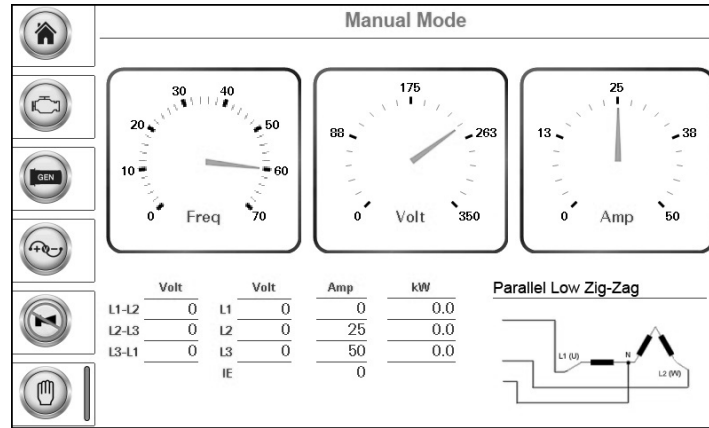 Manual Mode
0 10 20 30 40 50 60 70
Freq
0 88 175 263 350
Volt
0 13 25 38 50
Amp
GEN
+ V -
Volt Volt Amp kW
L1-L2 0 L1 0 0 0.0
L2-L3 0 L2 0 25 0.0
L3-L1 0 L3 0 50 0.0
IE 0
Parallel Low Zig-Zag
L1 (U) N
L2 (W)